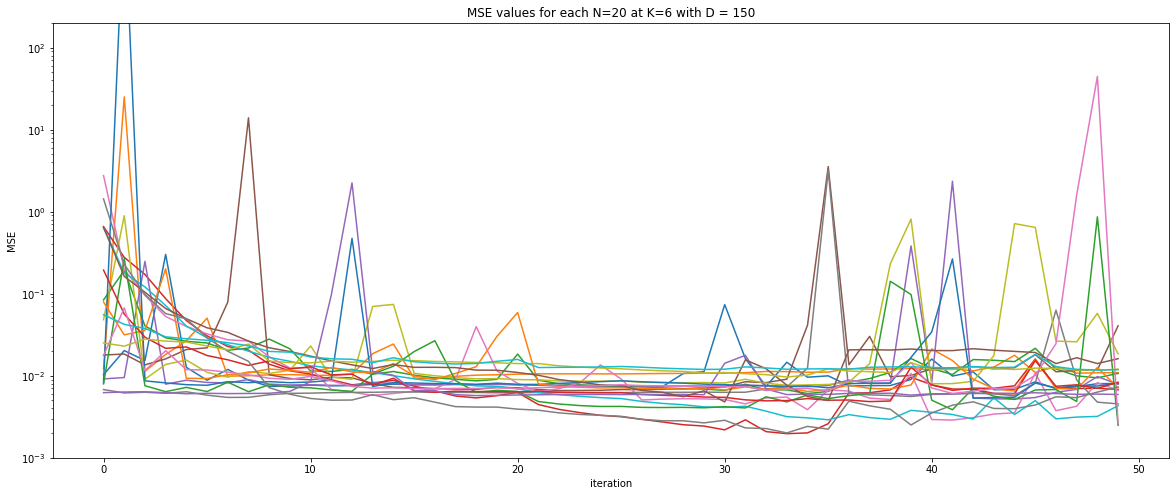 MSE values for each N=20 at K=6 with D = 150
10²
10¹
10⁰
10⁻¹
10⁻²
10⁻³
MSE
0 10 20 30 40 50
iteration